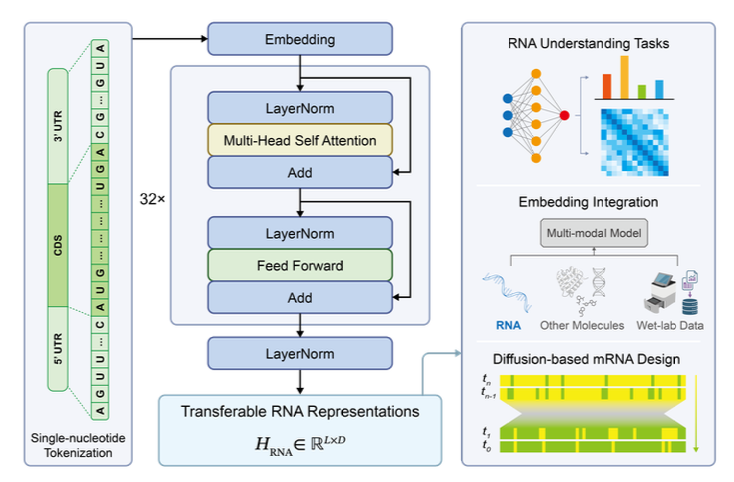 3' UTR
CDS
5' UTR
A
U
G
...
G
C
A
G
U
...
...
...
G
U
A
C
...
U
U
G
A
Single-nucleotide
Tokenization
Embedding
32×
LayerNorm
Multi-Head Self Attention
Add
LayerNorm
Feed Forward
Add
LayerNorm
Transferable RNA Representations
H_RNA ∈ ℝ^{L×D}
RNA Understanding Tasks
Embedding Integration
Multi-modal Model
RNA
Other Molecules
Wet-lab Data
Diffusion-based mRNA Design
t_n
t_{n-1}
t_1
t_0